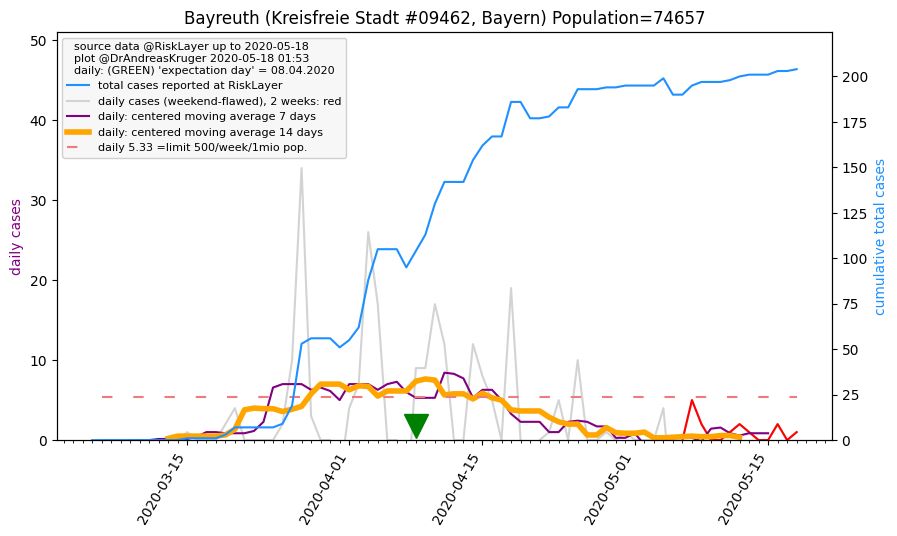 Bayreuth (Kreisfreie Stadt #09462, Bayern) Population=74657
source data @RiskLayer up to 2020-05-18
plot @DrAndreasKruger 2020-05-18 01:53
daily: (GREEN) 'expectation day' = 08.04.2020
total cases reported at RiskLayer
daily cases (weekend-flawed), 2 weeks: red
daily: centered moving average 7 days
daily: centered moving average 14 days
daily 5.33 =limit 500/week/1mio pop.
daily cases
50
40
30
20
10
0
cumulative total cases
200
175
150
125
100
75
50
25
0
2020-03-15
2020-04-01
2020-04-15
2020-05-01
2020-05-15